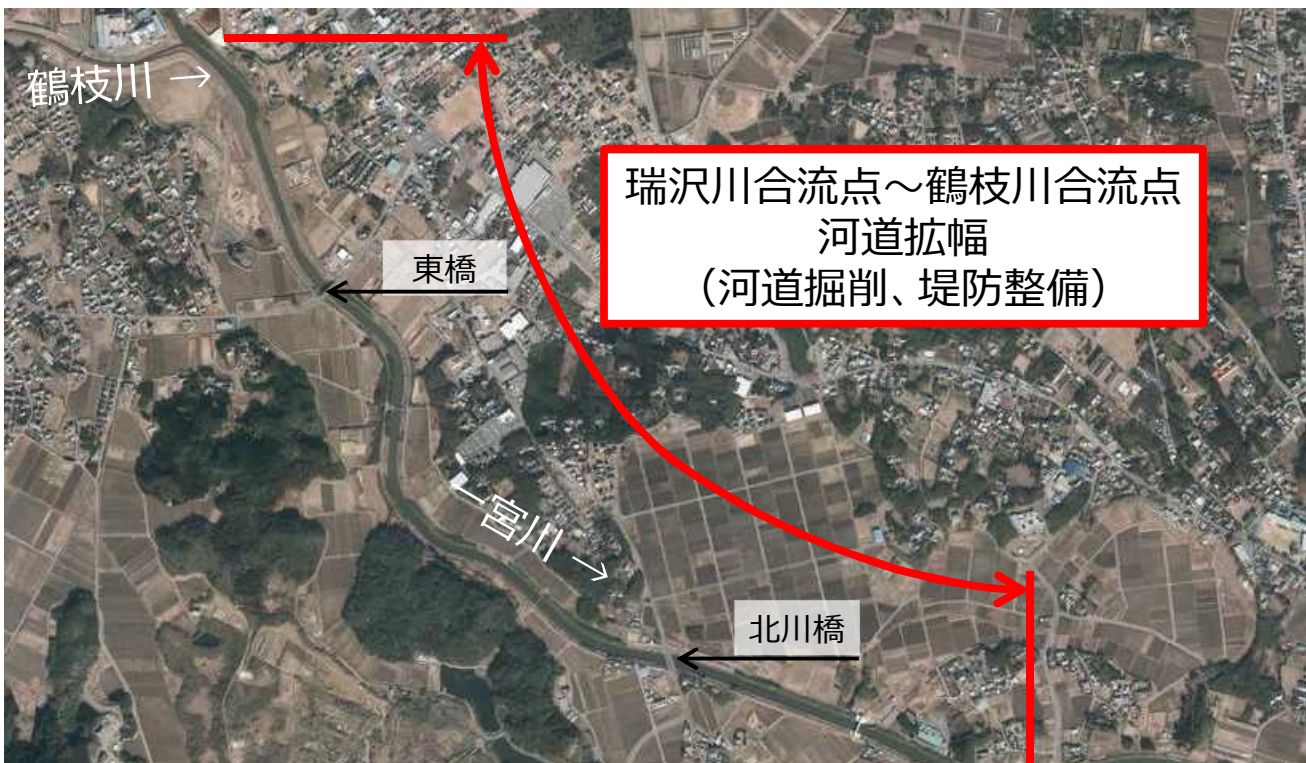 鶴枝川 →
瑞沢川合流点～鶴枝川合流点
河道拡幅
（河道掘削、堤防整備）
東橋
一宮川 →
北川橋